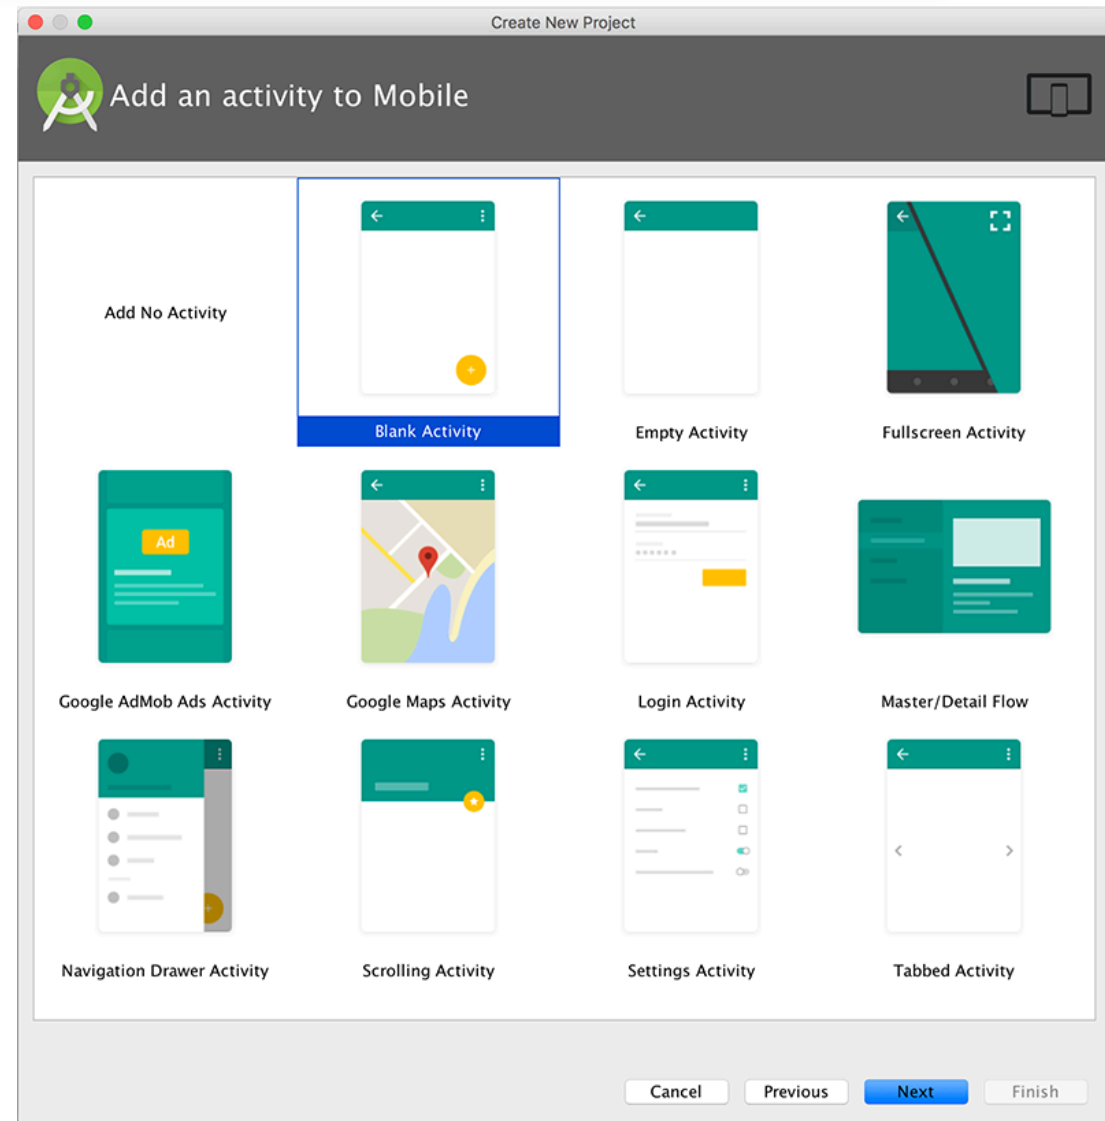 Create New Project
Add an activity to Mobile
Add No Activity
Blank Activity
Empty Activity
Fullscreen Activity
Ad
Google AdMob Ads Activity
Google Maps Activity
Login Activity
Master/Detail Flow
Navigation Drawer Activity
Scrolling Activity
Settings Activity
Tabbed Activity
Cancel
Previous
Next
Finish